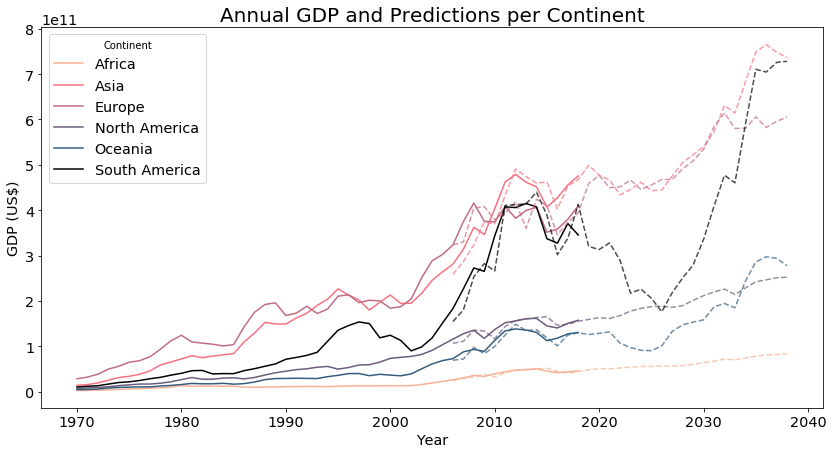 Annual GDP and Predictions per Continent
1e11
8
7
6
5
4
3
2
1
0
GDP (US$)
Continent
Africa
Asia
Europe
North America
Oceania
South America
1970 1980 1990 2000 2010 2020 2030 2040
Year